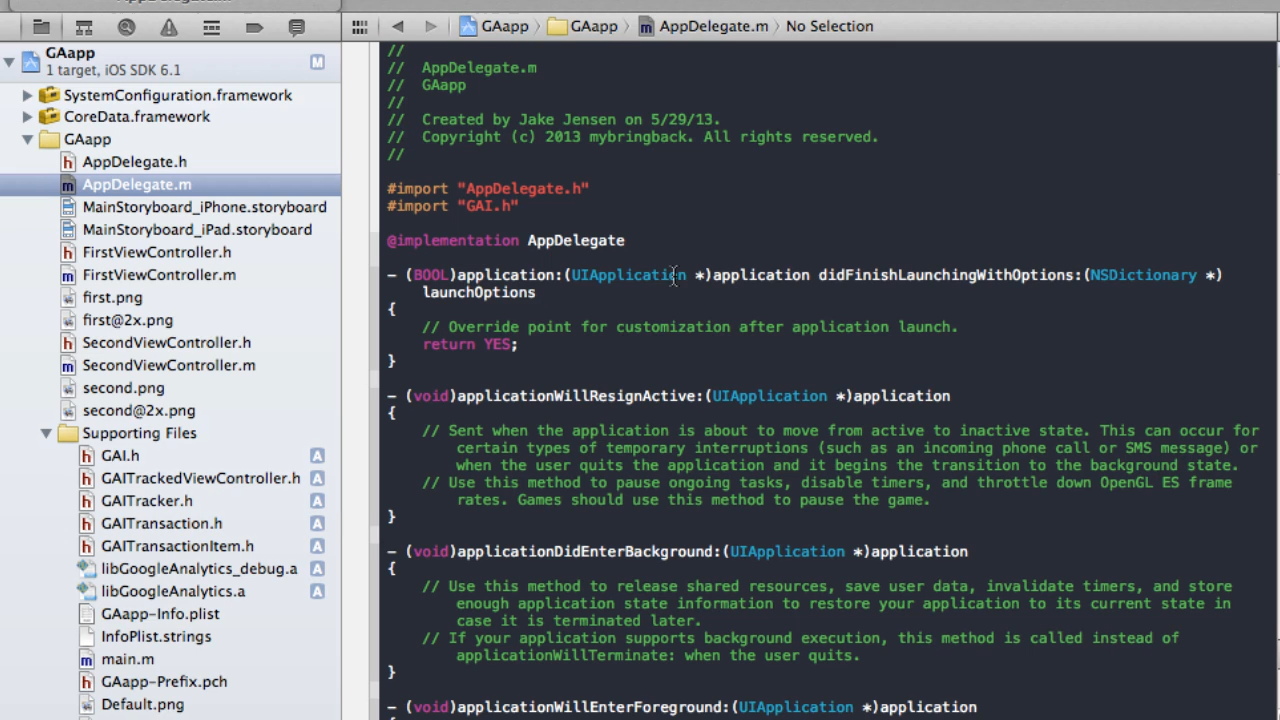 AppDelegate.m
GAapp
GAapp
AppDelegate.m
No Selection
GAapp
M
1 target, iOS SDK 6.1
SystemConfiguration.framework
CoreData.framework
GAapp
h AppDelegate.h
m AppDelegate.m
MainStoryboard_iPhone.storyboard
MainStoryboard_iPad.storyboard
h FirstViewController.h
m FirstViewController.m
first.png
first@2x.png
h SecondViewController.h
m SecondViewController.m
second.png
second@2x.png
Supporting Files
h GAI.h A
h GAITrackedViewController.h A
h GAITracker.h A
h GAITransaction.h A
h GAITransactionItem.h A
libGoogleAnalytics_debug.a A
libGoogleAnalytics.a A
GAapp-Info.plist
InfoPlist.strings
m main.m
h GAapp-Prefix.pch
Default.png
//
//  AppDelegate.m
//  GAapp
//
//  Created by Jake Jensen on 5/29/13.
//  Copyright (c) 2013 mybringback. All rights reserved.
//
#import "AppDelegate.h"
#import "GAI.h"
@implementation AppDelegate
- (BOOL)application:(UIApplication *)application didFinishLaunchingWithOptions:(NSDictionary *)
launchOptions
{
// Override point for customization after application launch.
return YES;
}
- (void)applicationWillResignActive:(UIApplication *)application
{
// Sent when the application is about to move from active to inactive state. This can occur for
certain types of temporary interruptions (such as an incoming phone call or SMS message) or
when the user quits the application and it begins the transition to the background state.
// Use this method to pause ongoing tasks, disable timers, and throttle down OpenGL ES frame
rates. Games should use this method to pause the game.
}
- (void)applicationDidEnterBackground:(UIApplication *)application
{
// Use this method to release shared resources, save user data, invalidate timers, and store
enough application state information to restore your application to its current state in
case it is terminated later.
// If your application supports background execution, this method is called instead of
applicationWillTerminate: when the user quits.
}
- (void)applicationWillEnterForeground:(UIApplication *)application